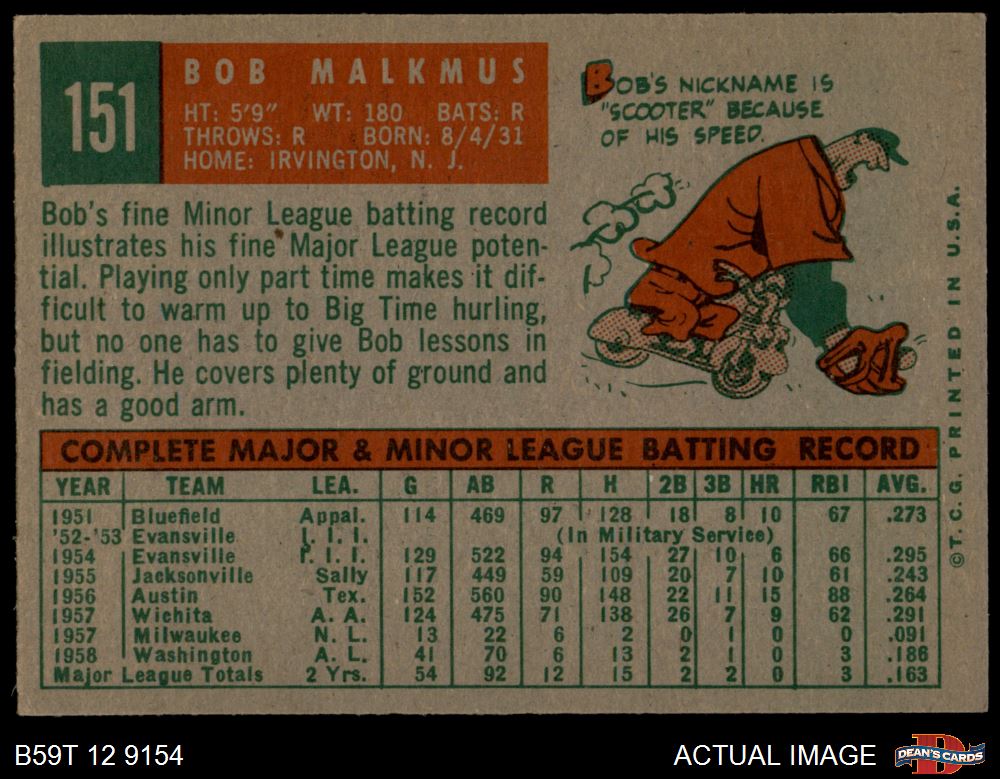 151
BOB MALKMUS
HT: 5'9" WT: 180 BATS: R
THROWS: R BORN: 8/4/31
HOME: IRVINGTON, N. J.
BOB'S NICKNAME IS
"SCOOTER" BECAUSE
OF HIS SPEED.
Bob's fine Minor League batting record
illustrates his fine Major League poten-
tial. Playing only part time makes it dif-
ficult to warm up to Big Time hurling,
but no one has to give Bob lessons in
fielding. He covers plenty of ground and
has a good arm.
©T. C. G. PRINTED IN U.S.A.
COMPLETE MAJOR & MINOR LEAGUE BATTING RECORD
YEAR TEAM LEA. G AB R H 2B 3B HR RBI AVG.
1951 Bluefield Appal. 114 469 97 128 18 8 10 67 .273
'52-'53 Evansville I. I. I. (In Military Service)
1954 Evansville I. I. I. 129 522 94 154 27 10 6 66 .295
1955 Jacksonville Sally 117 449 59 109 20 7 10 61 .243
1956 Austin Tex. 152 560 90 148 22 11 15 88 .264
1957 Wichita A. A. 124 475 71 138 26 7 9 62 .291
1957 Milwaukee N. L. 13 22 6 2 0 1 0 0 .091
1958 Washington A. L. 41 70 6 13 2 1 0 3 .186
Major League Totals 2 Yrs. 54 92 12 15 2 2 0 3 .163
B59T 12 9154
ACTUAL IMAGE
DEAN'S CARDS